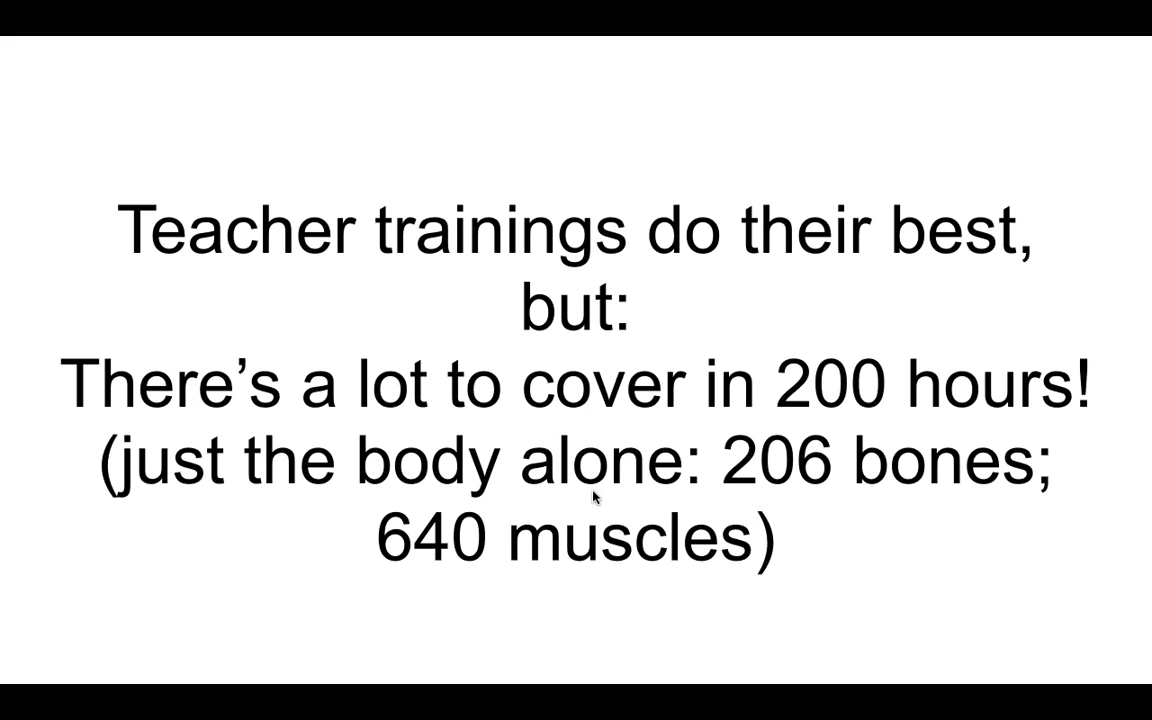 Teacher trainings do their best,
but:
There’s a lot to cover in 200 hours!
(just the body alone: 206 bones;
640 muscles)